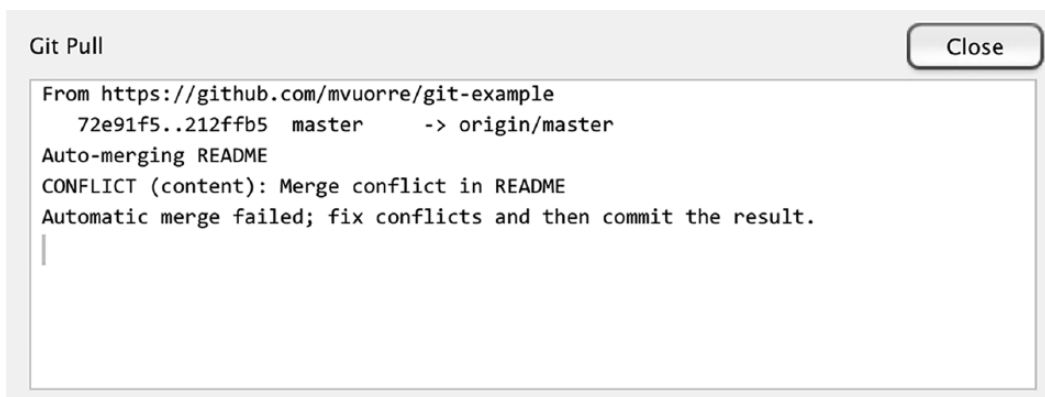 Git Pull
Close
From https://github.com/mvuorre/git-example
72e91f5..212ffb5 master -> origin/master
Auto-merging README
CONFLICT (content): Merge conflict in README
Automatic merge failed; fix conflicts and then commit the result.